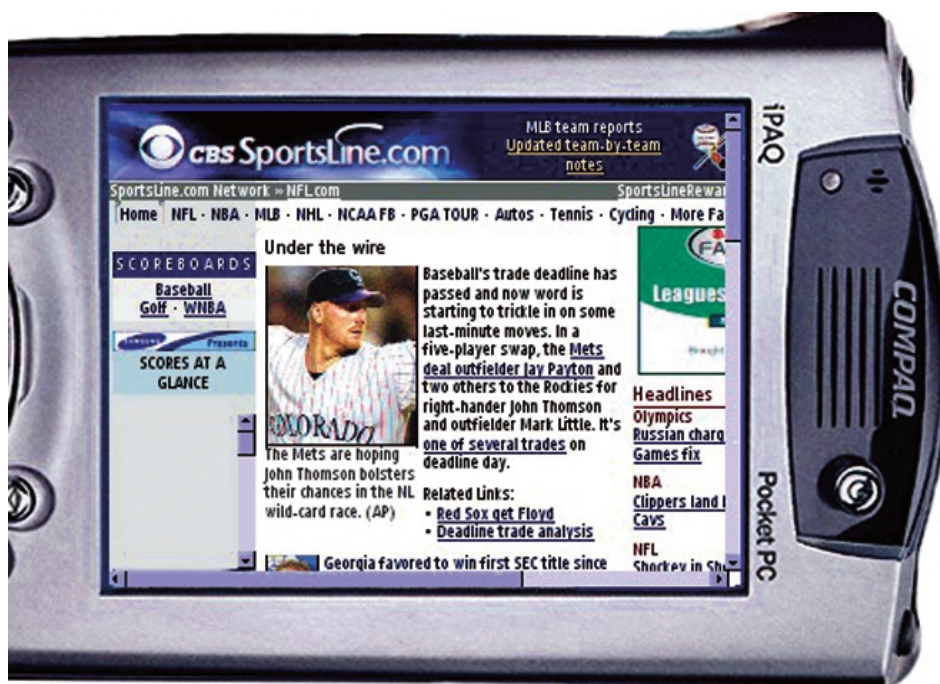 CBS SportsLine.com
MLB team reports
Updated team-by-team
notes
SportsLine.com Network » NFL.com
SportsLineRewar
Home NFL · NBA · MLB · NHL · NCAA FB · PGA TOUR · Autos · Tennis · Cycling · More Fa
SCOREBOARDS
Baseball
Golf · WNBA
SAMSUNG Presents
SCORES AT A
GLANCE
Under the wire
COLORADO
The Mets are hoping
John Thomson bolsters
their chances in the NL
wild-card race. (AP)
Baseball's trade deadline has
passed and now word is
starting to trickle in on some
last-minute moves. In a
five-player swap, the Mets
deal outfielder Jay Payton and
two others to the Rockies for
right-hander John Thomson
and outfielder Mark Little. It's
one of several trades on
deadline day.
Related Links:
• Red Sox get Floyd
• Deadline trade analysis
Georgia favored to win first SEC title since
FA
Leagues
Headlines
Olympics
Russian charg
Games fix
NBA
Clippers land
Cavs
NFL
Shockey in Sh
iPAQ
Pocket PC
COMPAQ